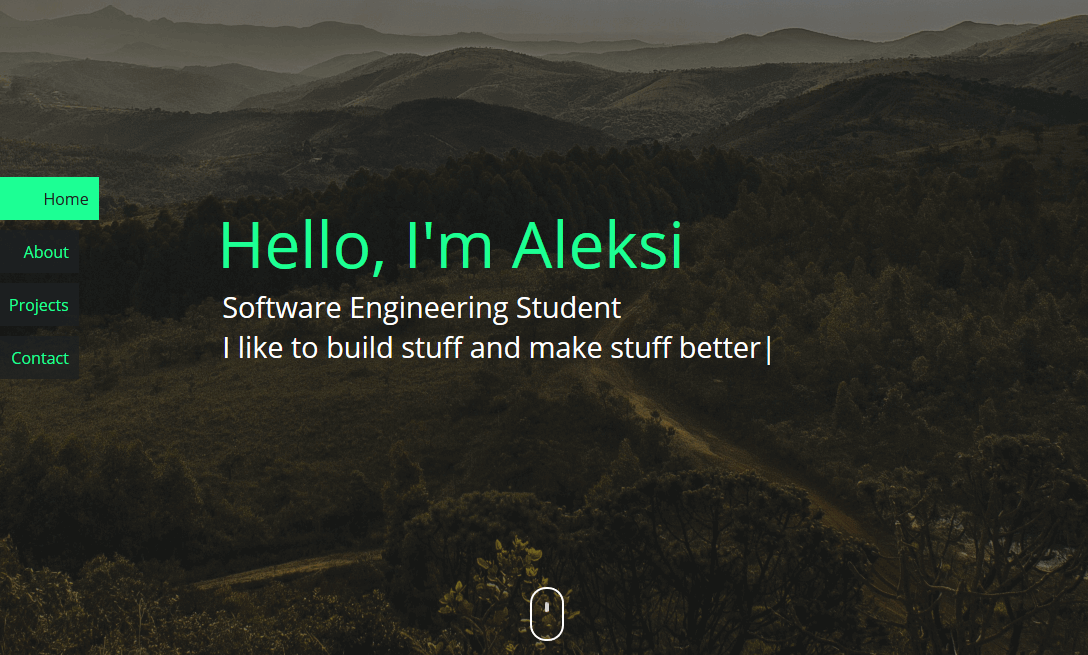 Home
About
Projects
Contact
Hello, I'm Aleksi
Software Engineering Student
I like to build stuff and make stuff better|